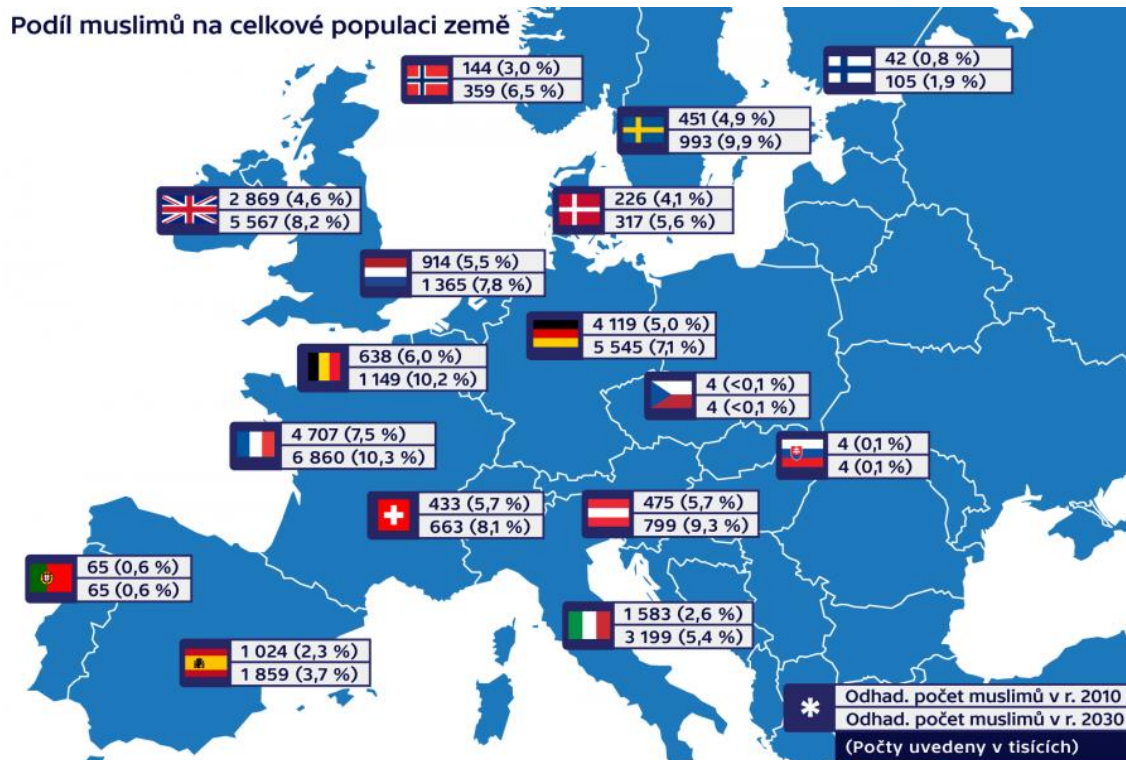 Podíl muslimů na celkové populaci země
144 (3,0 %)
359 (6,5 %)
42 (0,8 %)
105 (1,9 %)
451 (4,9 %)
993 (9,9 %)
2 869 (4,6 %)
5 567 (8,2 %)
226 (4,1 %)
317 (5,6 %)
914 (5,5 %)
1 365 (7,8 %)
4 119 (5,0 %)
5 545 (7,1 %)
638 (6,0 %)
1 149 (10,2 %)
4 (<0,1 %)
4 (<0,1 %)
4 707 (7,5 %)
6 860 (10,3 %)
4 (0,1 %)
4 (0,1 %)
433 (5,7 %)
663 (8,1 %)
475 (5,7 %)
799 (9,3 %)
65 (0,6 %)
65 (0,6 %)
1 583 (2,6 %)
3 199 (5,4 %)
1 024 (2,3 %)
1 859 (3,7 %)
* Odhad. počet muslimů v r. 2010
Odhad. počet muslimů v r. 2030
(Počty uvedeny v tisících)